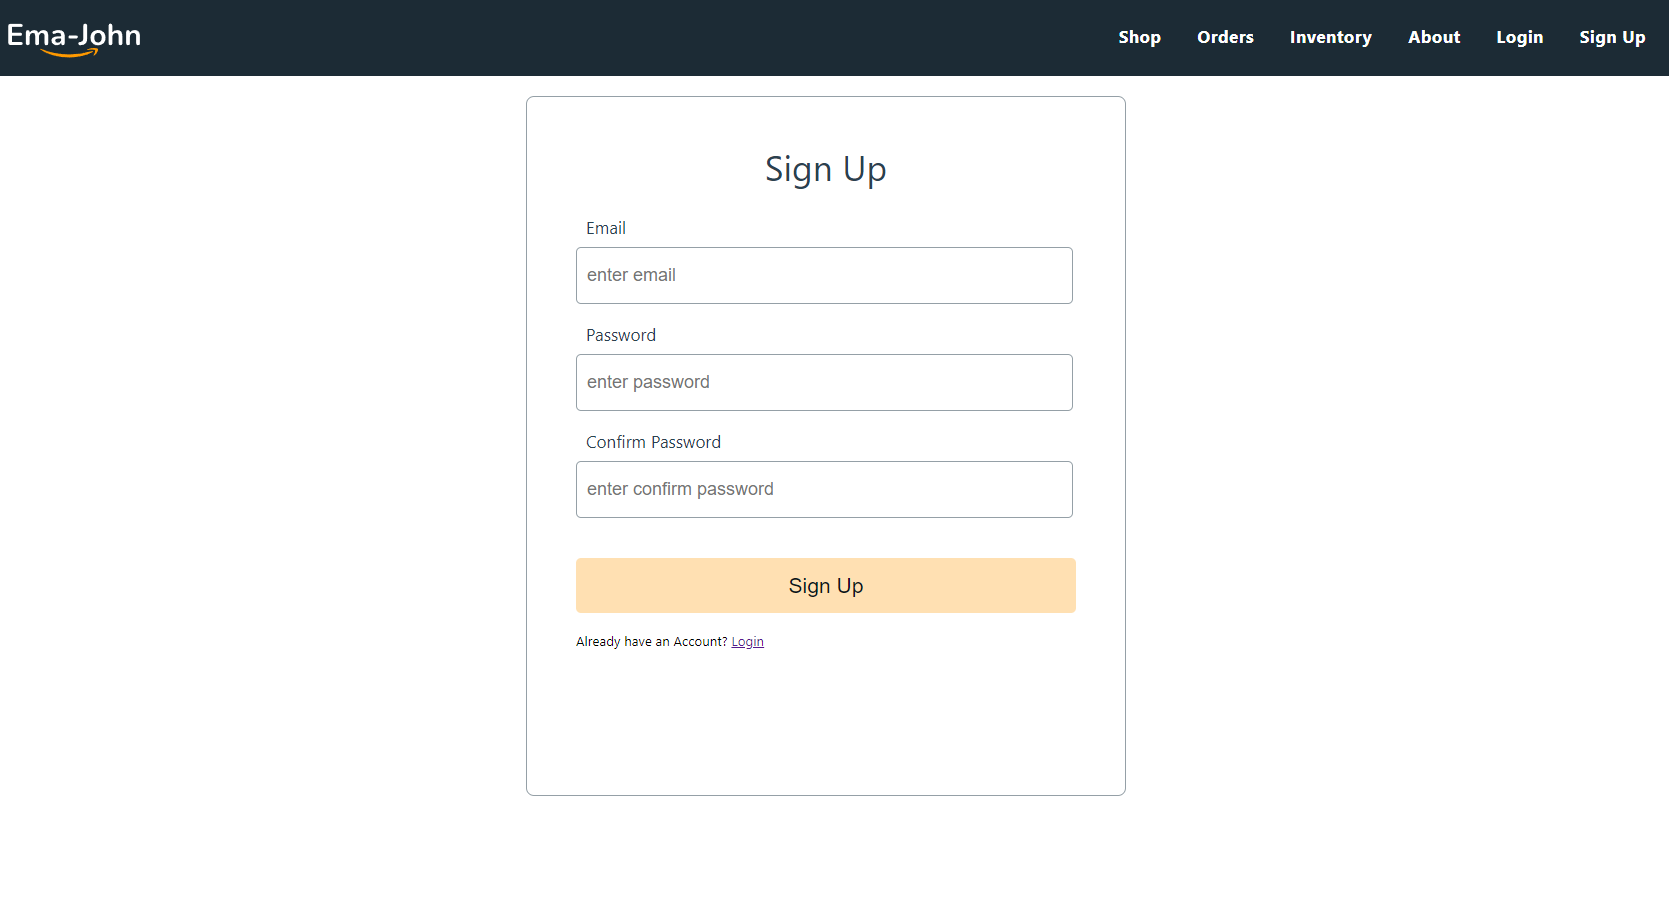 Ema-John
Shop Orders Inventory About Login Sign Up
Sign Up
Email
enter email
Password
enter password
Confirm Password
enter confirm password
Sign Up
Already have an Account? Login